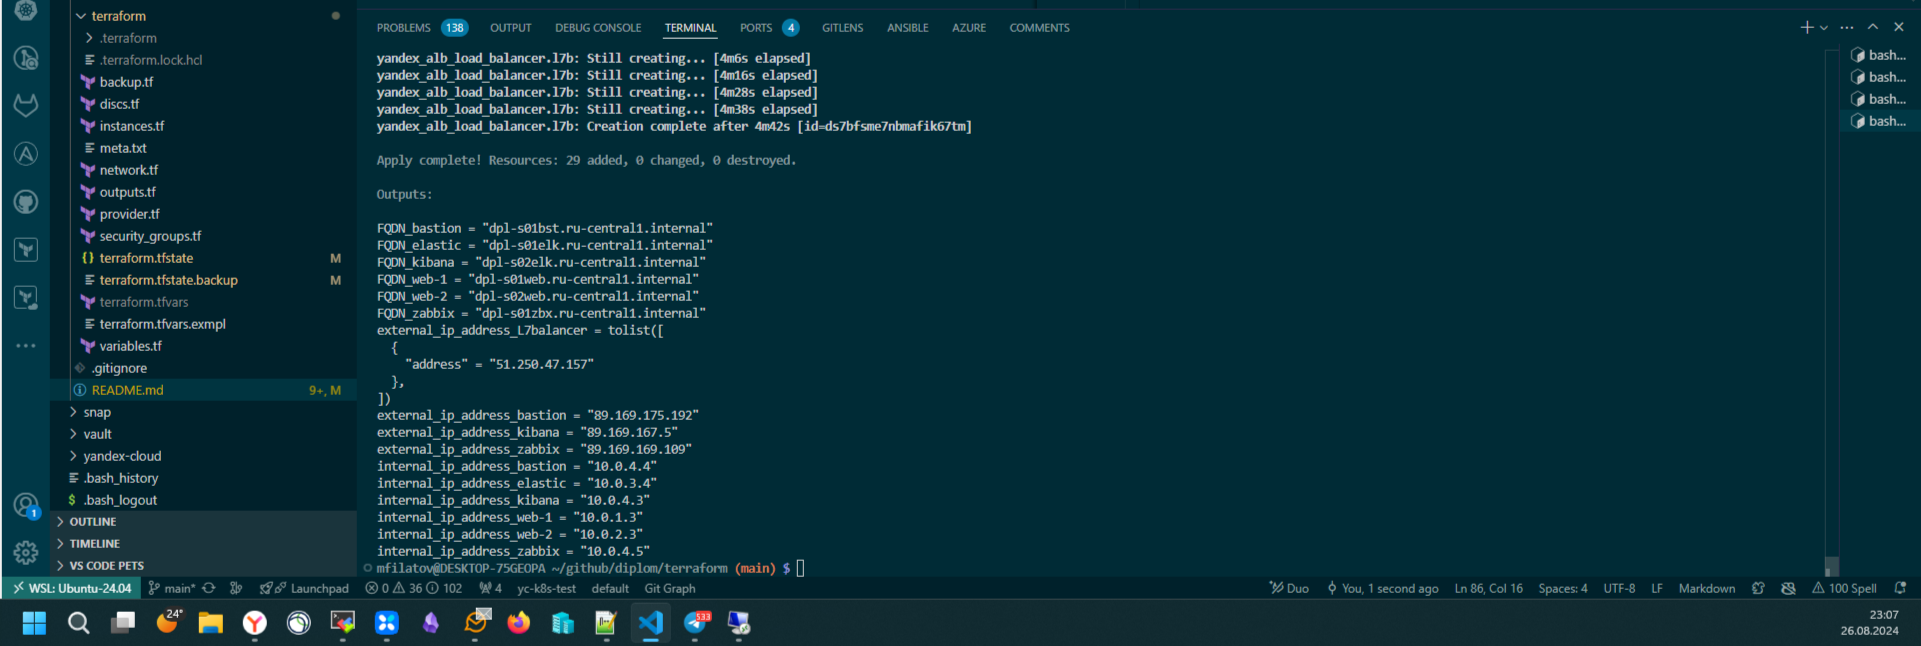 terraform
.terraform
.terraform.lock.hcl
backup.tf
discs.tf
instances.tf
meta.txt
network.tf
outputs.tf
provider.tf
security_groups.tf
terraform.tfstate M
terraform.tfstate.backup M
terraform.tfvars
terraform.tfvars.exmpl
variables.tf
.gitignore
README.md 9+, M
snap
vault
yandex-cloud
.bash_history
$ .bash_logout
OUTLINE
TIMELINE
VS CODE PETS
1
PROBLEMS 138 OUTPUT DEBUG CONSOLE TERMINAL PORTS 4 GITLENS ANSIBLE AZURE COMMENTS
yandex_alb_load_balancer.l7b: Still creating... [4m6s elapsed]
yandex_alb_load_balancer.l7b: Still creating... [4m16s elapsed]
yandex_alb_load_balancer.l7b: Still creating... [4m28s elapsed]
yandex_alb_load_balancer.l7b: Still creating... [4m38s elapsed]
yandex_alb_load_balancer.l7b: Creation complete after 4m42s [id=ds7bfsme7nbmafik67tm]
Apply complete! Resources: 29 added, 0 changed, 0 destroyed.
Outputs:
FQDN_bastion = "dpl-s01bst.ru-central1.internal"
FQDN_elastic = "dpl-s01elk.ru-central1.internal"
FQDN_kibana = "dpl-s02elk.ru-central1.internal"
FQDN_web-1 = "dpl-s01web.ru-central1.internal"
FQDN_web-2 = "dpl-s02web.ru-central1.internal"
FQDN_zabbix = "dpl-s01zbx.ru-central1.internal"
external_ip_address_L7balancer = tolist([
{
"address" = "51.250.47.157"
},
])
external_ip_address_bastion = "89.169.175.192"
external_ip_address_kibana = "89.169.167.5"
external_ip_address_zabbix = "89.169.169.109"
internal_ip_address_bastion = "10.0.4.4"
internal_ip_address_elastic = "10.0.3.4"
internal_ip_address_kibana = "10.0.4.3"
internal_ip_address_web-1 = "10.0.1.3"
internal_ip_address_web-2 = "10.0.2.3"
internal_ip_address_zabbix = "10.0.4.5"
mfilatov@DESKTOP-75GEOPA ~/github/diplom/terraform (main) $
bash...
bash...
bash...
bash...
WSL: Ubuntu-24.04 main* Launchpad 0 36 102 4 yc-k8s-test default Git Graph Duo You, 1 second ago Ln 86, Col 16 Spaces: 4 UTF-8 LF Markdown 100 Spell
24°
533
23:07
26.08.2024